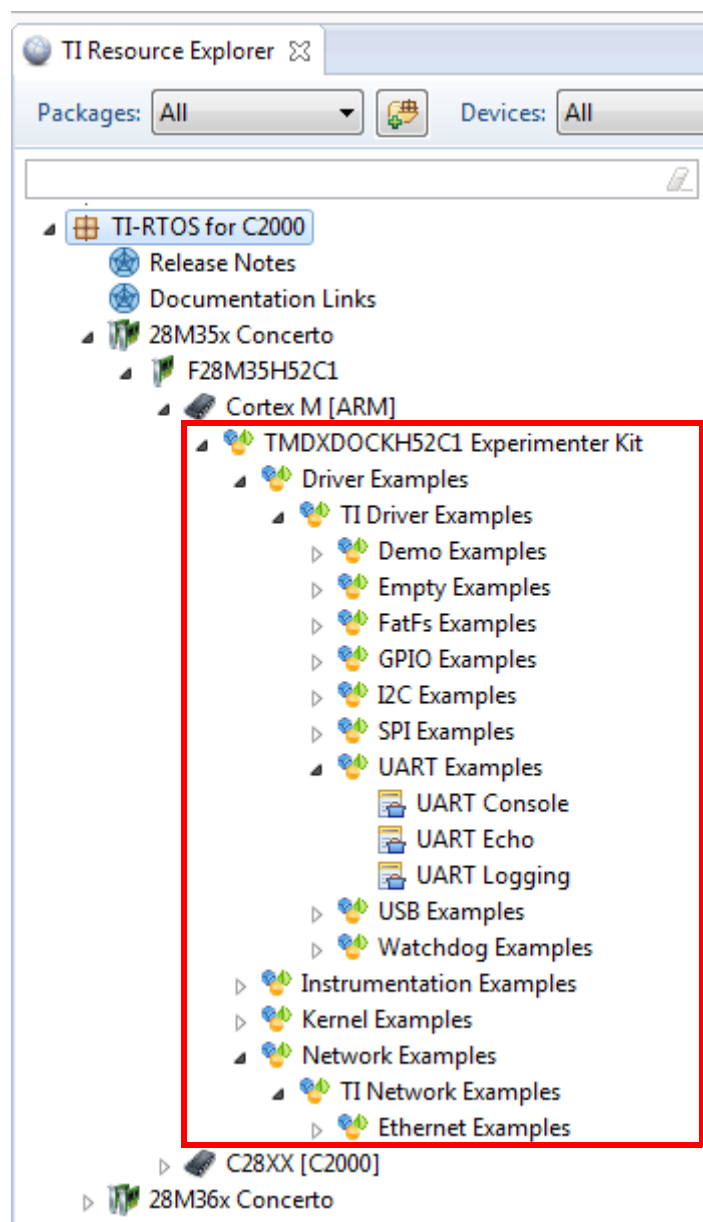 TI Resource Explorer
Packages: All Devices: All
TI-RTOS for C2000
Release Notes
Documentation Links
28M35x Concerto
F28M35H52C1
Cortex M [ARM]
TMDXDOCKH52C1 Experimenter Kit
Driver Examples
TI Driver Examples
Demo Examples
Empty Examples
FatFs Examples
GPIO Examples
I2C Examples
SPI Examples
UART Examples
UART Console
UART Echo
UART Logging
USB Examples
Watchdog Examples
Instrumentation Examples
Kernel Examples
Network Examples
TI Network Examples
Ethernet Examples
C28XX [C2000]
28M36x Concerto